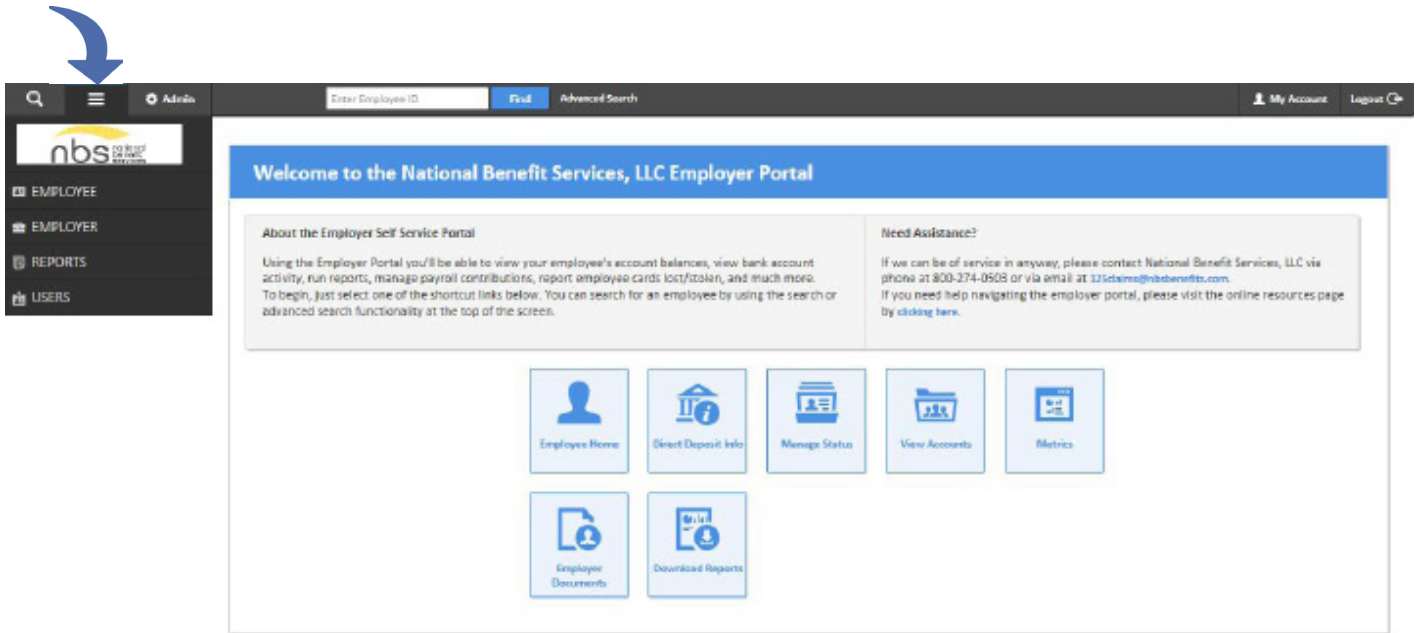 Admin
Enter Employee ID
Find
Advanced Search
My Account
Logout
nbs national benefit services
EMPLOYEE
EMPLOYER
REPORTS
USERS
Welcome to the National Benefit Services, LLC Employer Portal
About the Employer Self Service Portal
Using the Employer Portal you'll be able to view your employee's account balances, view bank account
activity, run reports, manage payroll contributions, report employee cards lost/stolen, and much more.
To begin, just select one of the shortcut links below. You can search for an employee by using the search or
advanced search functionality at the top of the screen.
Need Assistance?
If we can be of service in anyway, please contact National Benefit Services, LLC via
phone at 800-274-0503 or via email at 125claims@nbsbenefits.com.
If you need help navigating the employer portal, please visit the online resources page
by clicking here.
Employee Home
Direct Deposit Info
Manage Status
View Accounts
Metrics
Employer
Documents
Download Reports